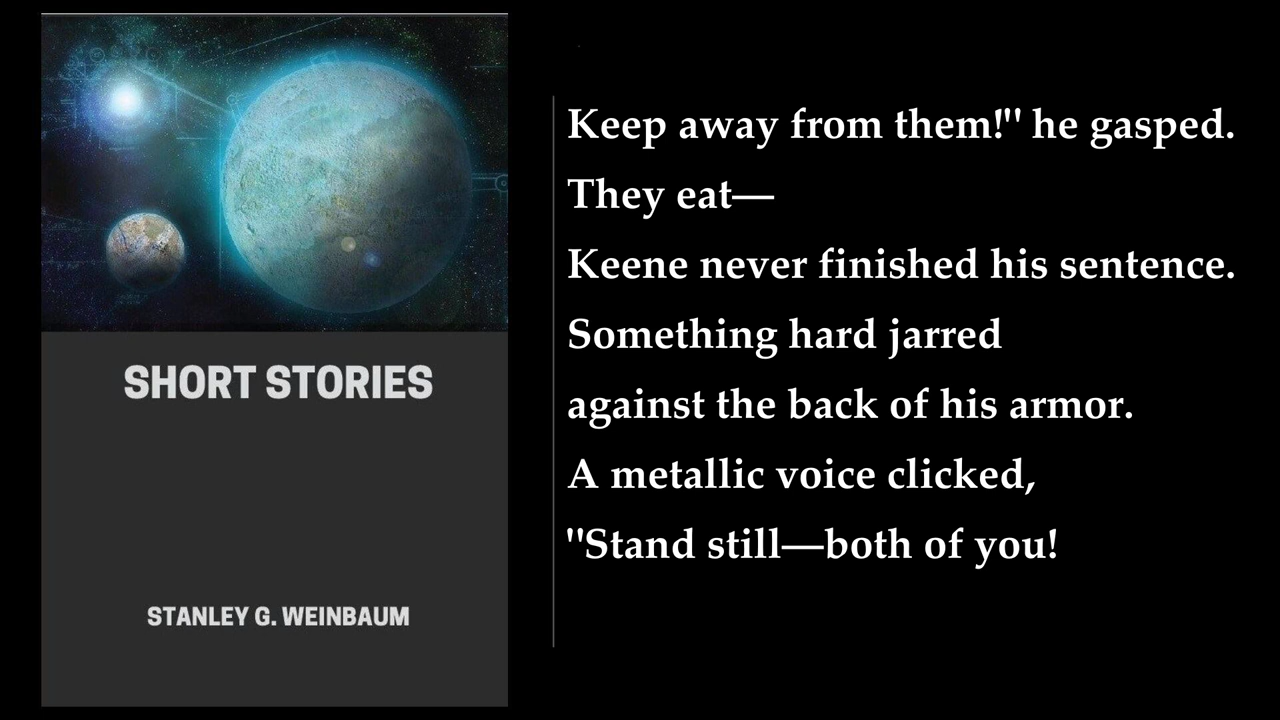 SHORT STORIES
STANLEY G. WEINBAUM
Keep away from them!" he gasped.
They eat—
Keene never finished his sentence.
Something hard jarred
against the back of his armor.
A metallic voice clicked,
"Stand still—both of you!